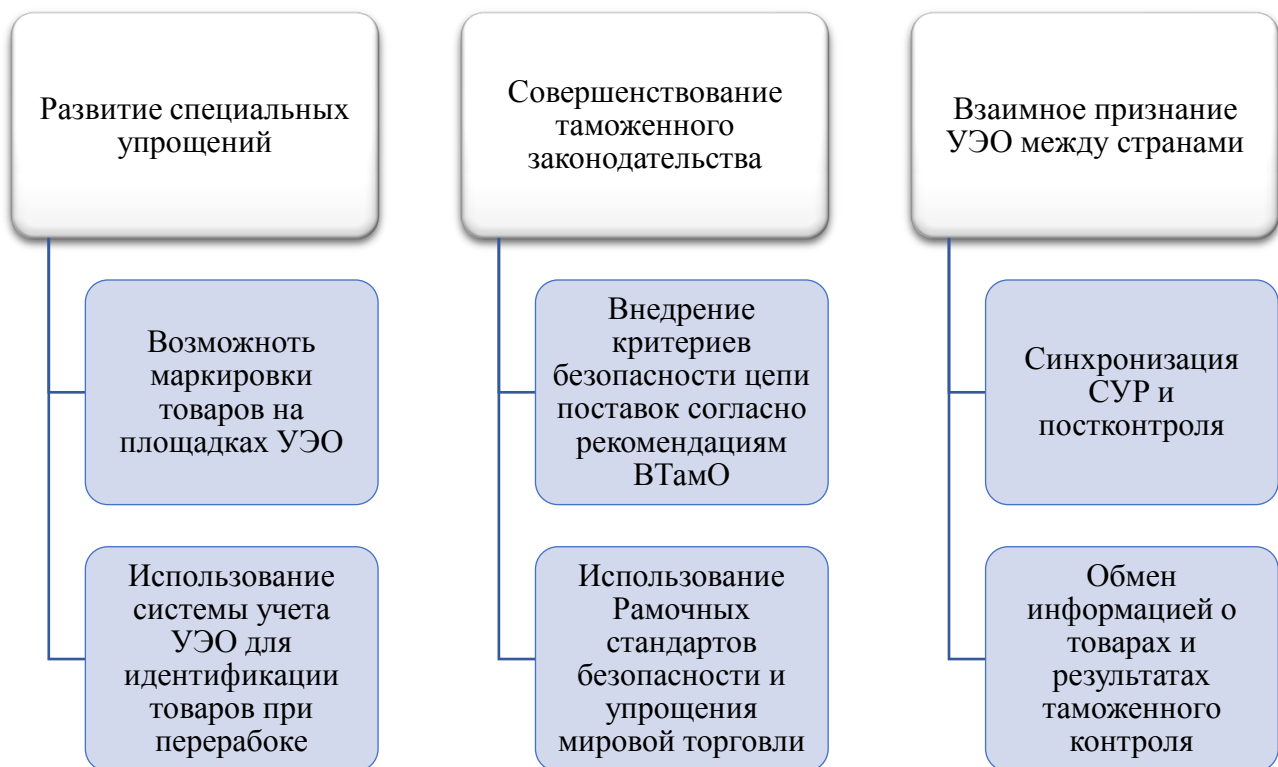 Развитие специальных
упрощений
Возможноть
маркировки
товаров на
площадках УЭО
Использование
системы учета
УЭО для
идентификации
товаров при
перерабоке
Совершенствование
таможенного
законодательства
Внедрение
критериев
безопасности цепи
поставок согласно
рекомендациям
ВТамО
Использование
Рамочных
стандартов
безопасности и
упрощения
мировой торговли
Взаимное признание
УЭО между странами
Синхронизация
СУР и
постконтроля
Обмен
информацией о
товарах и
результатах
таможенного
контроля